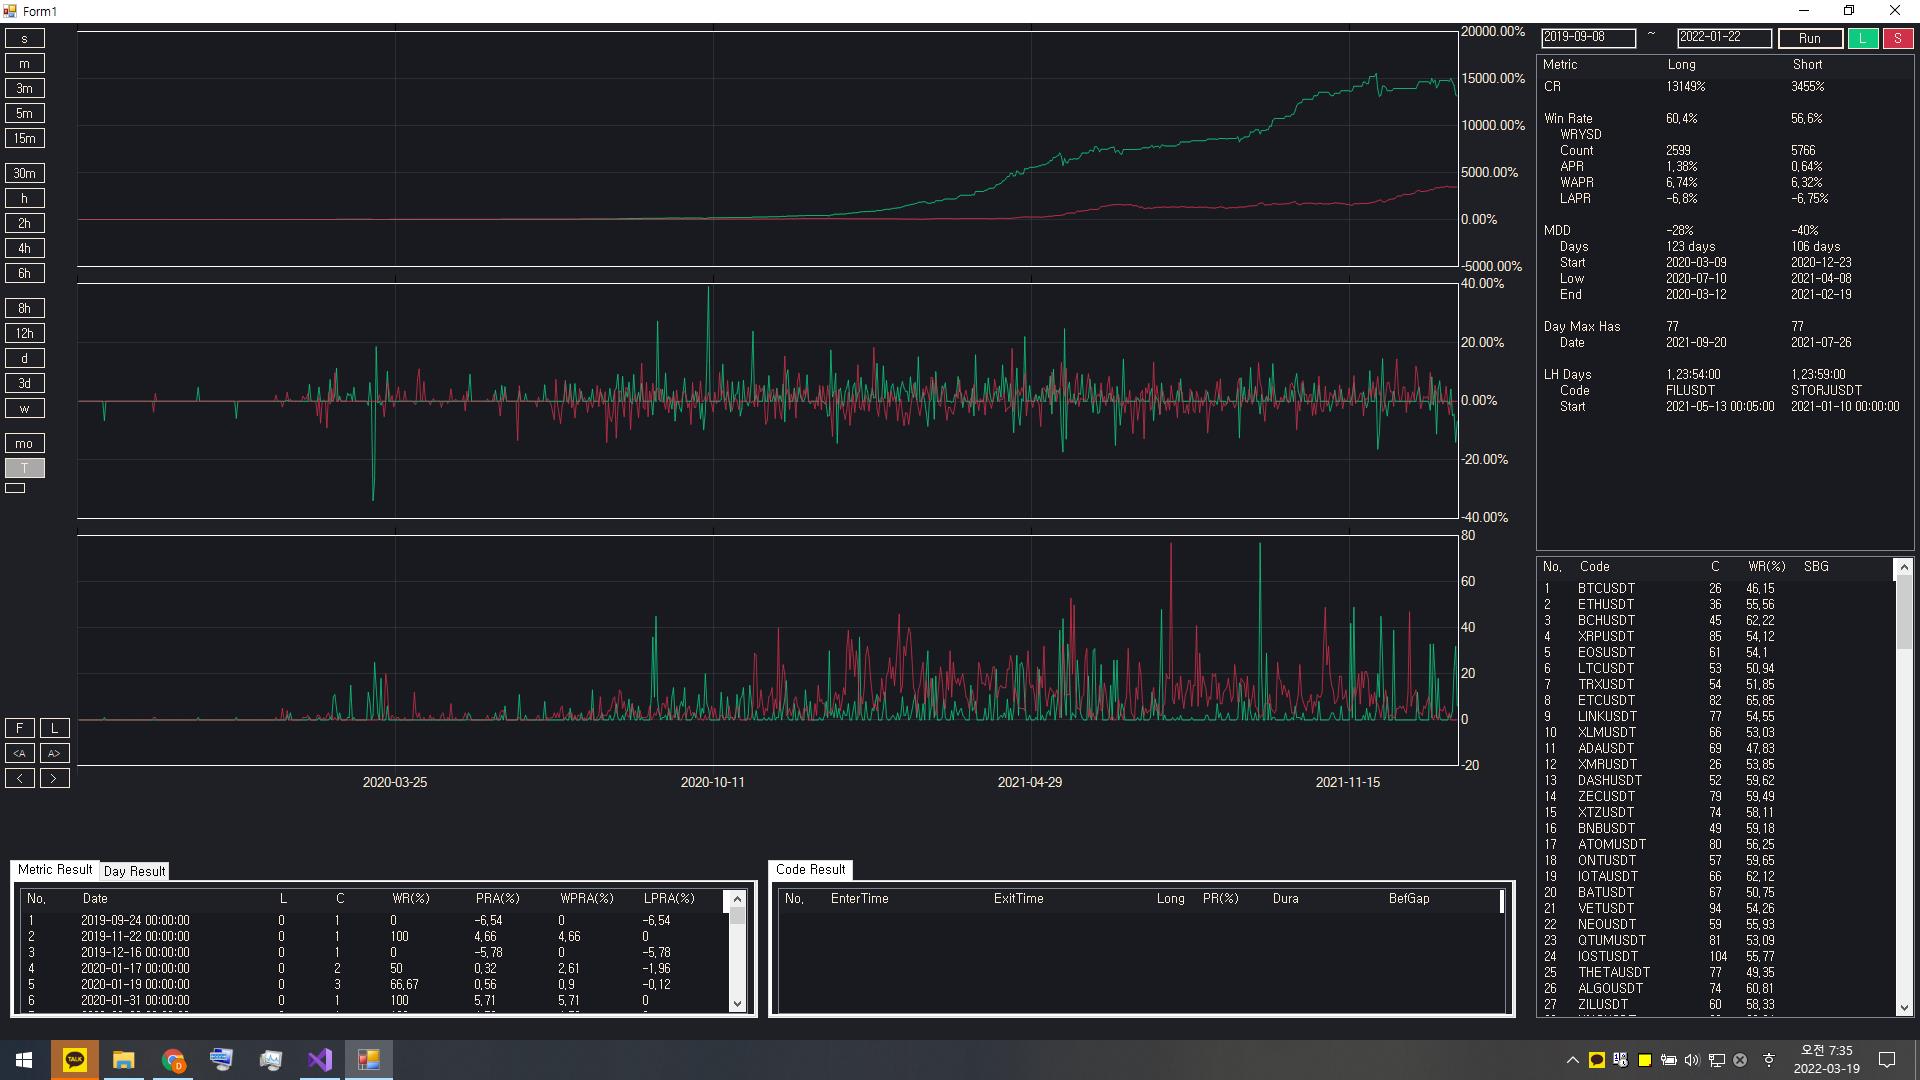 Form1
s
m
3m
5m
15m
30m
h
2h
4h
6h
8h
12h
d
3d
w
mo
T
F L
<A A>
< >
20000.00%
15000.00%
10000.00%
5000.00%
0.00%
-5000.00%
40.00%
20.00%
0.00%
-20.00%
-40.00%
80
60
40
20
0
-20
2020-03-25 2020-10-11 2021-04-29 2021-11-15
2019-09-08 ~ 2022-01-22 Run L S
Metric Long Short
CR 13149% 3455%
Win Rate 60,4% 56,6%
WRYSD
Count 2599 5766
APR 1,38% 0,64%
WAPR 6,74% 6,32%
LAPR -6,8% -6,75%
MDD -28% -40%
Days 123 days 106 days
Start 2020-03-09 2020-12-23
Low 2020-07-10 2021-04-08
End 2020-03-12 2021-02-19
Day Max Has 77 77
Date 2021-09-20 2021-07-26
LH Days 1,23:54:00 1,23:59:00
Code FILUSDT STORJUSDT
Start 2021-05-13 00:05:00 2021-01-10 00:00:00
No, Code C WR(%) SBG
1 BTCUSDT 26 46,15
2 ETHUSDT 36 55,56
3 BCHUSDT 45 62,22
4 XRPUSDT 85 54,12
5 EOSUSDT 61 54,1
6 LTCUSDT 53 50,94
7 TRXUSDT 54 51,85
8 ETCUSDT 82 65,85
9 LINKUSDT 77 54,55
10 XLMUSDT 66 53,03
11 ADAUSDT 69 47,83
12 XMRUSDT 26 53,85
13 DASHUSDT 52 59,62
14 ZECUSDT 79 59,49
15 XTZUSDT 74 58,11
16 BNBUSDT 49 59,18
17 ATOMUSDT 80 56,25
18 ONTUSDT 57 59,65
19 IOTAUSDT 66 62,12
20 BATUSDT 67 50,75
21 VETUSDT 94 54,26
22 NEOUSDT 59 55,93
23 QTUMUSDT 81 53,09
24 IOSTUSDT 104 55,77
25 THETAUSDT 77 49,35
26 ALGOUSDT 74 60,81
27 ZILUSDT 60 58,33
Metric Result Day Result
No, Date L C WR(%) PRA(%) WPRA(%) LPRA(%)
1 2019-09-24 00:00:00 0 1 0 -6,54 0 -6,54
2 2019-11-22 00:00:00 0 1 100 4,66 4,66 0
3 2019-12-16 00:00:00 0 1 0 -5,78 0 -5,78
4 2020-01-17 00:00:00 0 2 50 0,32 2,61 -1,96
5 2020-01-19 00:00:00 0 3 66,67 0,56 0,9 -0,12
6 2020-01-31 00:00:00 0 1 100 5,71 5,71 0
Code Result
No, EnterTime ExitTime Long PR(%) Dura BefGap
TALK
오전 7:35
2022-03-19